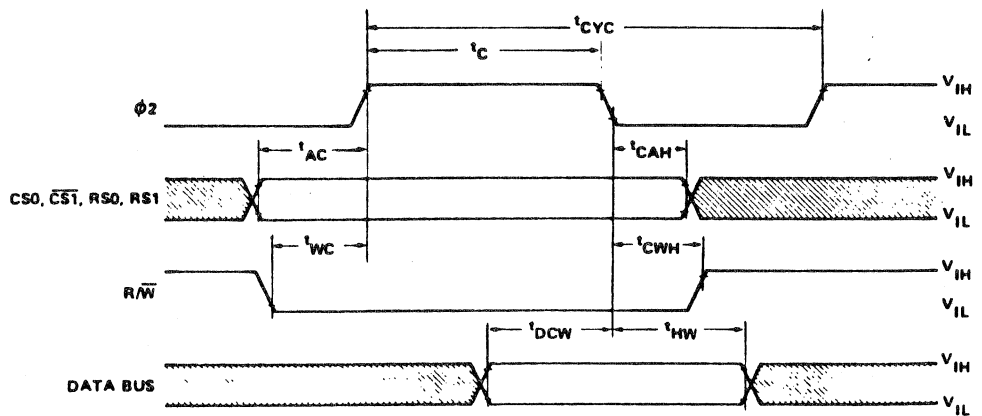 tCYC
tC
φ2
VIH
VIL
tAC
tCAH
CS0, C̅S̅1̅, RS0, RS1
VIH
VIL
tWC
tCWH
R/W̅
VIH
VIL
tDCW
tHW
DATA BUS
VIH
VIL